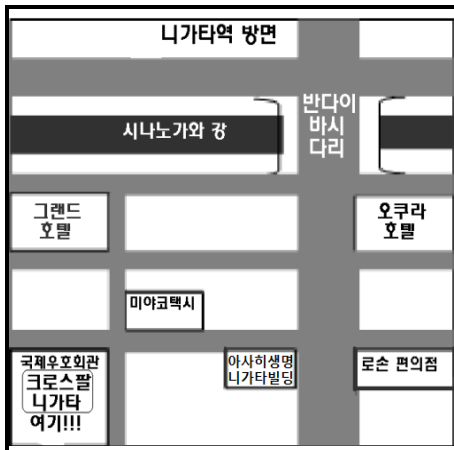 니가타역 방면
반다이
바시
다리
시나노가와 강
그랜드
호텔
오쿠라
호텔
미야코택시
국제우호회관
크로스팔
니가타
여기!!!
아사히생명
니가타빌딩
로손 편의점